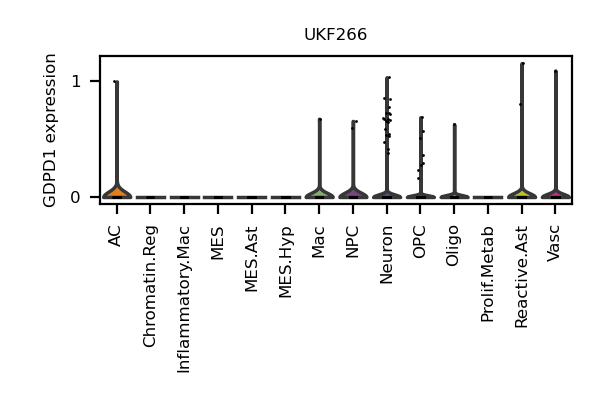 UKF266
GDPD1 expression
1
0
AC
Chromatin.Reg
Inflammatory.Mac
MES
MES.Ast
MES.Hyp
Mac
NPC
Neuron
OPC
Oligo
Prolif.Metab
Reactive.Ast
Vasc